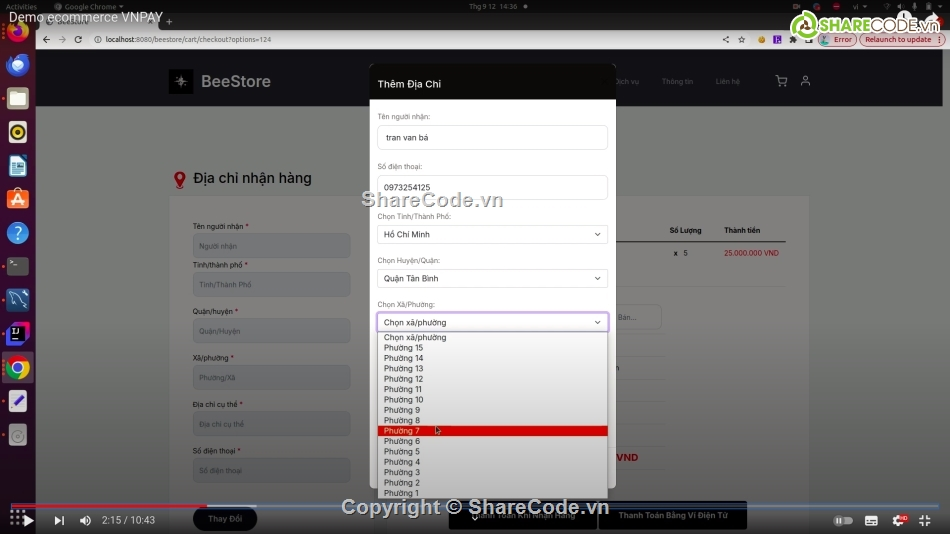 Activities
Google Chrome
Thg 9 12 14:36
vi
Demo ecommerce VNPAY
SHARECODE.VN
localhost:8080/beestore/cart/checkout?options=124
Error
Relaunch to update
BeeStore
Dịch vụ
Thông tin
Liên hệ
Thêm Địa Chỉ
Tên người nhận:
tran van bá
Số điện thoại:
0973254125
ShareCode.vn
Chọn Tỉnh/Thành Phố:
Hồ Chí Minh
Chọn Huyện/Quận:
Quận Tân Bình
Chọn Xã/Phường:
Chọn xã/phường
Chọn xã/phường
Phường 15
Phường 14
Phường 13
Phường 12
Phường 11
Phường 10
Phường 9
Phường 8
Phường 7
Phường 6
Phường 5
Phường 4
Phường 3
Phường 2
Phường 1
Địa chỉ nhận hàng
Tên người nhận *
Người nhận
Tỉnh/thành phố *
Tỉnh/Thành Phố
Quận/huyện *
Quận/Huyện
Xã/phường *
Phường/Xã
Địa chỉ cụ thể *
Địa chỉ cụ thể
Số điện thoại *
Số điện thoại
Thay Đổi
Số Lượng
Thành tiền
x 5
25.000.000 VND
Bán...
VND
Thanh Toán Khi Nhận Hàng
Thanh Toán Bằng Ví Điện Tử
Copyright © ShareCode.vn
2:15 / 10:43
HD